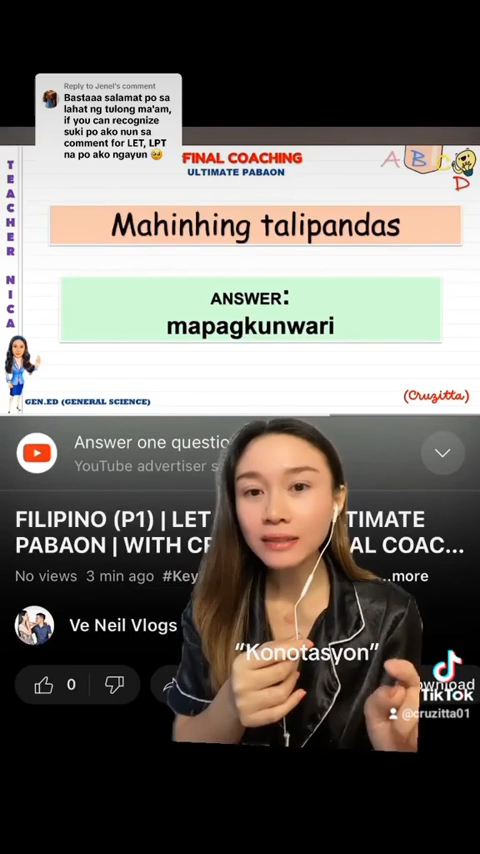 Reply to Jenel's comment
Bastaaa salamat po sa
lahat ng tulong ma'am,
if you can recognize
suki po ako nun sa
comment for LET, LPT
na po ako ngayun 🥹
FINAL COACHING
ULTIMATE PABAON
A B C
D
TEACHER NICA
Mahinhing talipandas
ANSWER:
mapagkunwari
GEN.ED (GENERAL SCIENCE)
(Cruzitta)
Answer one questio
YouTube advertiser s
FILIPINO (P1) | LET TIMATE
PABAON | WITH CR AL COAC...
No views 3 min ago #Key ...more
Ve Neil Vlogs
"Konotasyon"
0
ownload
TikTok
@cruzitta01